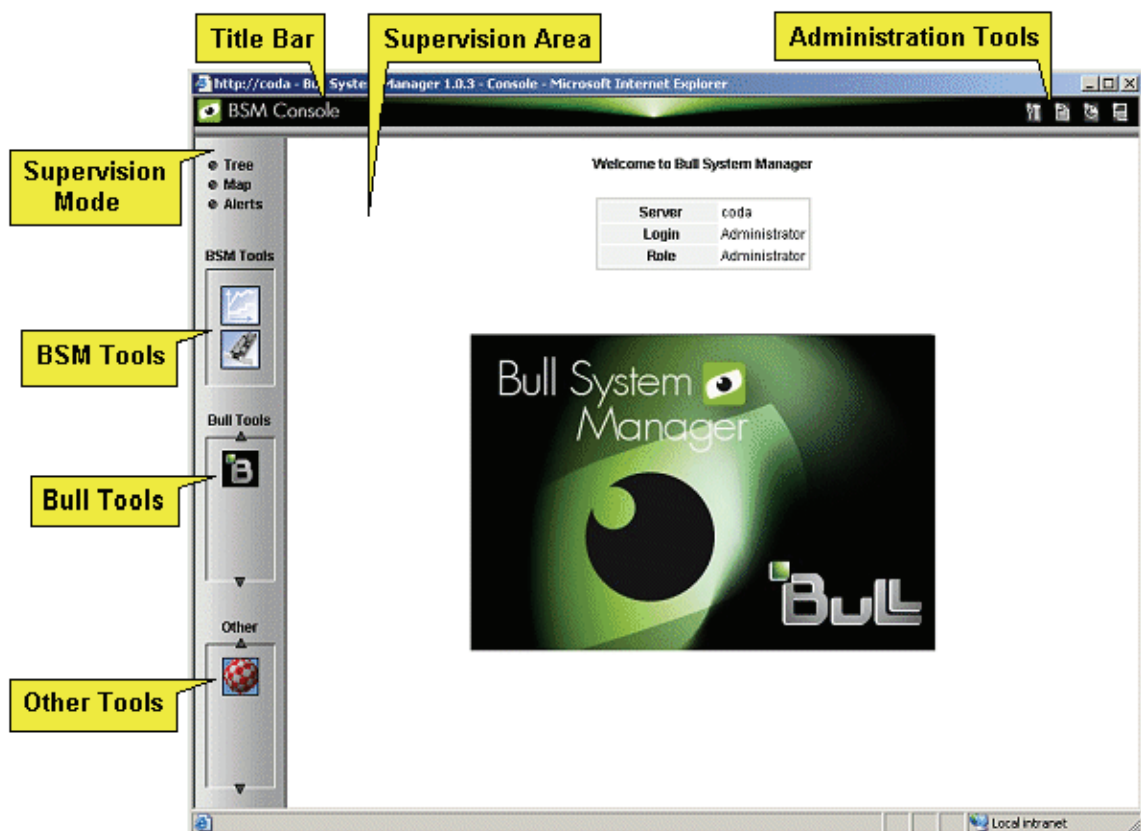 Title Bar
Supervision Area
Administration Tools
http://coda - Bull System Manager 1.0.3 - Console - Microsoft Internet Explorer
BSM Console
Supervision
Mode
Tree
Map
Alerts
Welcome to Bull System Manager
Server coda
Login Administrator
Role Administrator
BSM Tools
BSM Tools
Bull System
Manager
Bull Tools
B
Bull Tools
Bull
Other
Other Tools
Local intranet